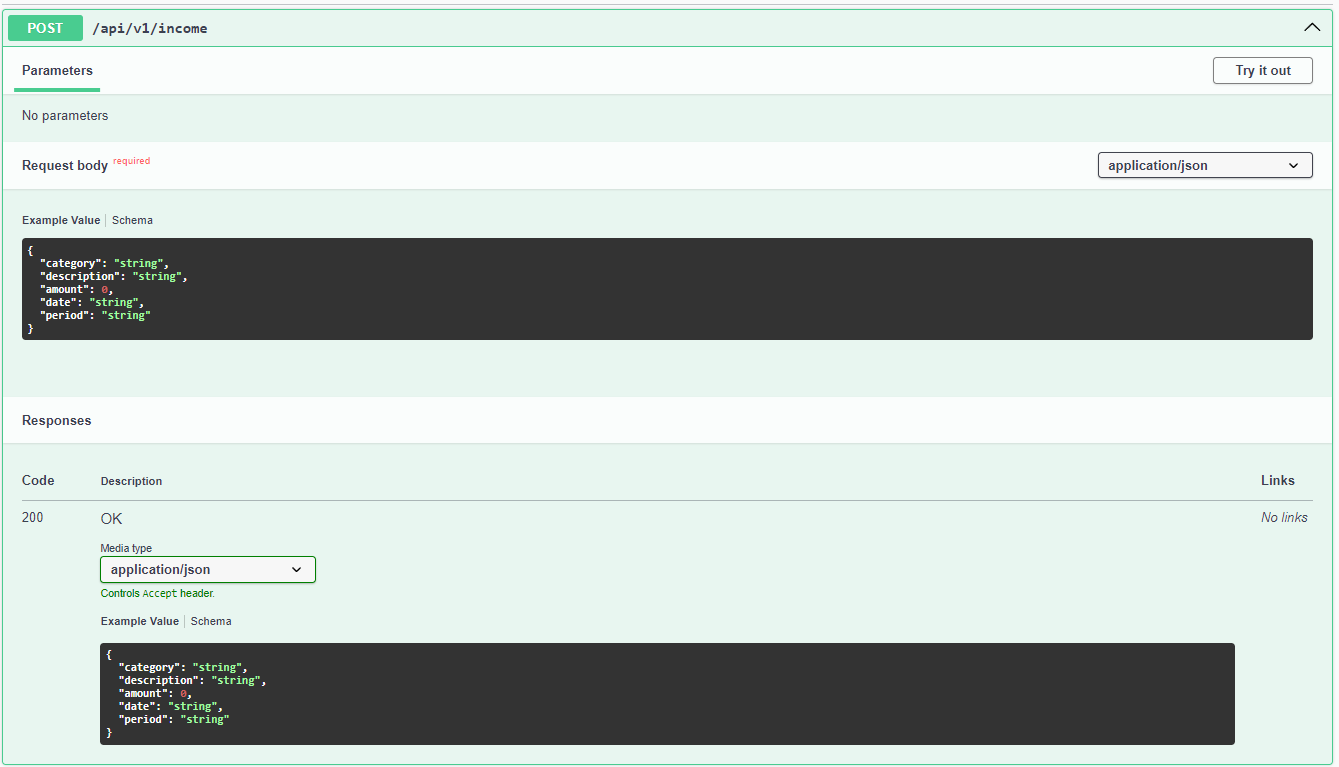 POST /api/v1/income
Parameters
Try it out
No parameters
Request body required
application/json
Example Value | Schema
{
  "category": "string",
  "description": "string",
  "amount": 0,
  "date": "string",
  "period": "string"
}
Responses
Code Description Links
200 OK No links
Media type
application/json
Controls Accept header.
Example Value | Schema
{
  "category": "string",
  "description": "string",
  "amount": 0,
  "date": "string",
  "period": "string"
}